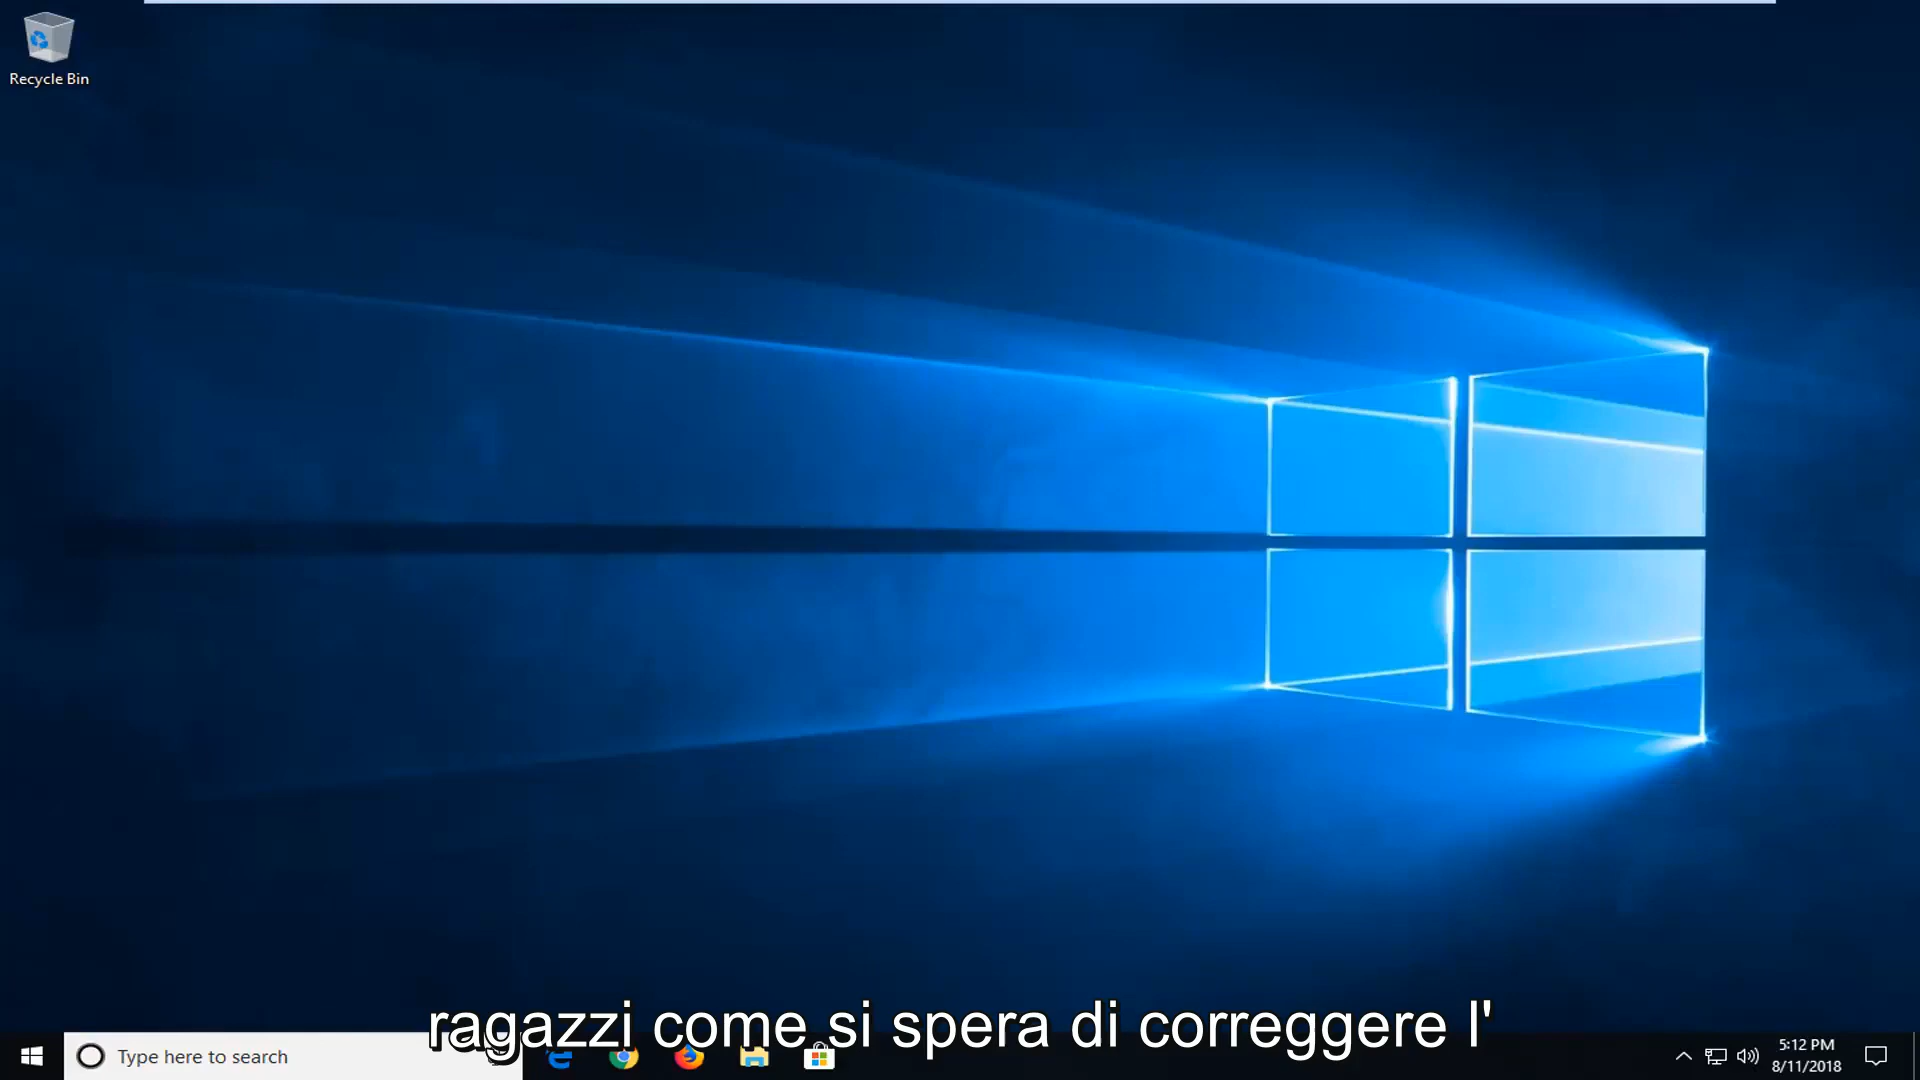 Recycle Bin
ragazzi come si spera di correggere l'
Type here to search
5:12 PM
8/11/2018